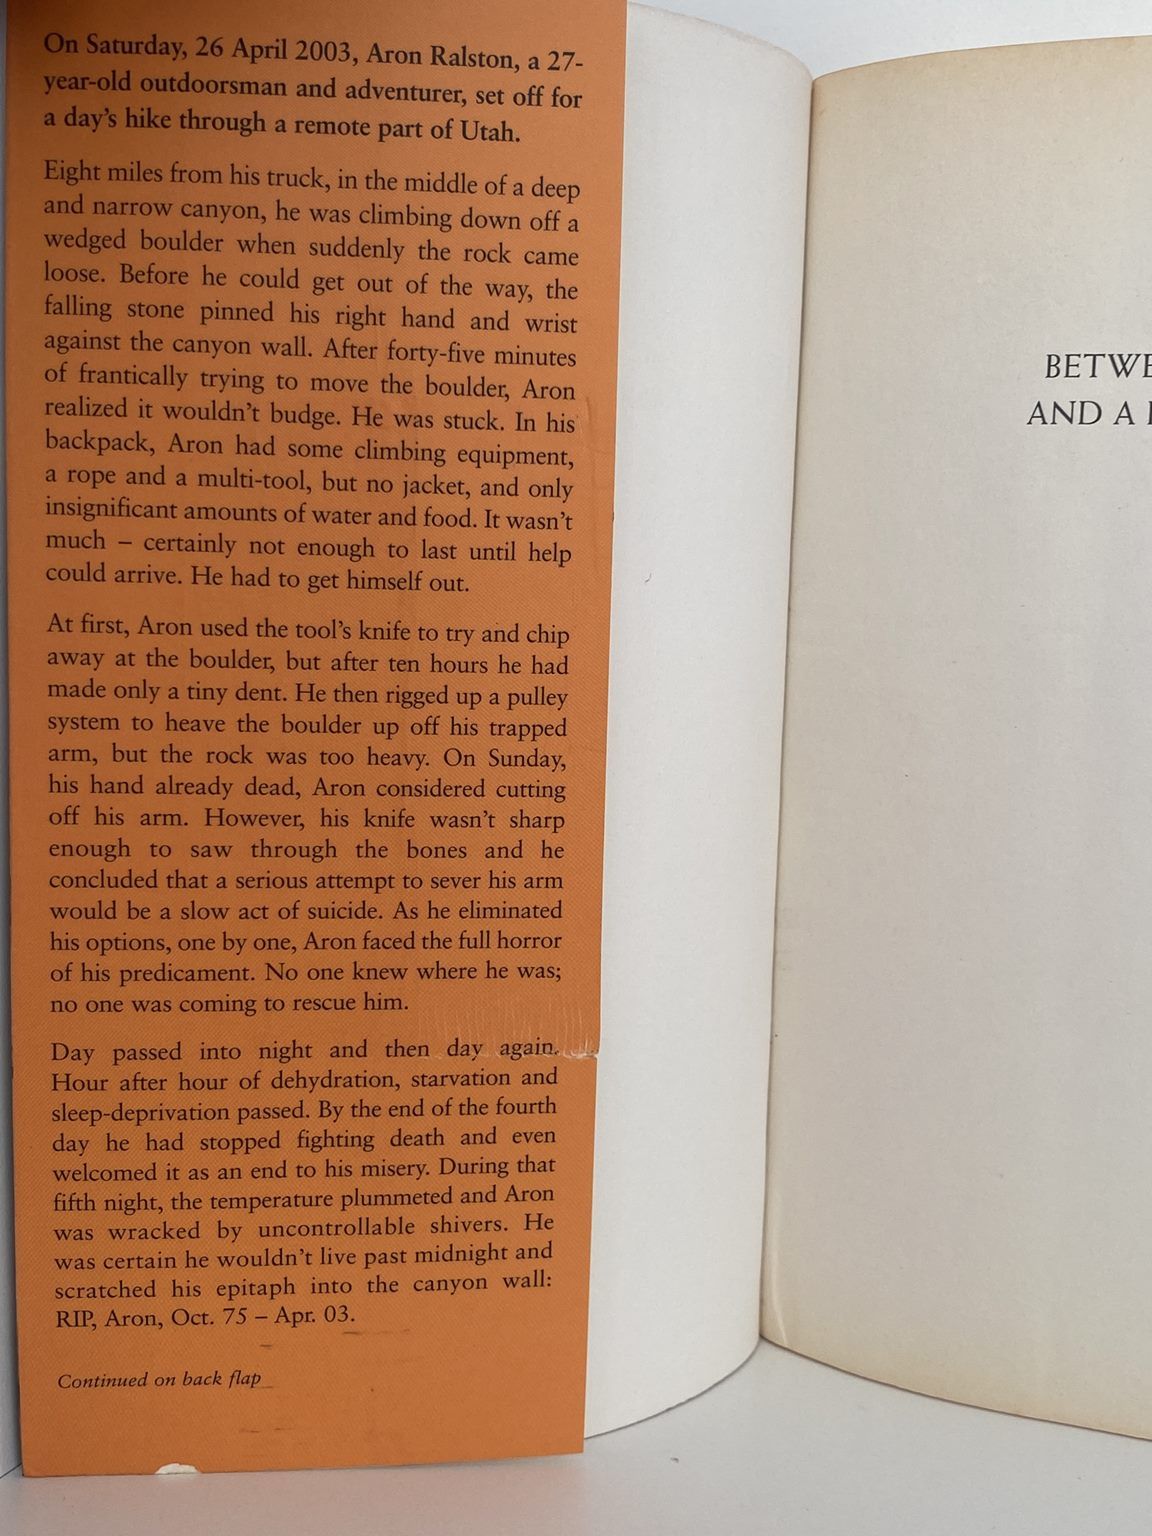 On Saturday, 26 April 2003, Aron Ralston, a 27-
year-old outdoorsman and adventurer, set off for
a day's hike through a remote part of Utah.
Eight miles from his truck, in the middle of a deep
and narrow canyon, he was climbing down off a
wedged boulder when suddenly the rock came
loose. Before he could get out of the way, the
falling stone pinned his right hand and wrist
against the canyon wall. After forty-five minutes
of frantically trying to move the boulder, Aron
realized it wouldn't budge. He was stuck. In his
backpack, Aron had some climbing equipment,
a rope and a multi-tool, but no jacket, and only
insignificant amounts of water and food. It wasn't
much – certainly not enough to last until help
could arrive. He had to get himself out.
At first, Aron used the tool's knife to try and chip
away at the boulder, but after ten hours he had
made only a tiny dent. He then rigged up a pulley
system to heave the boulder up off his trapped
arm, but the rock was too heavy. On Sunday,
his hand already dead, Aron considered cutting
off his arm. However, his knife wasn't sharp
enough to saw through the bones and he
concluded that a serious attempt to sever his arm
would be a slow act of suicide. As he eliminated
his options, one by one, Aron faced the full horror
of his predicament. No one knew where he was;
no one was coming to rescue him.
Day passed into night and then day again.
Hour after hour of dehydration, starvation and
sleep-deprivation passed. By the end of the fourth
day he had stopped fighting death and even
welcomed it as an end to his misery. During that
fifth night, the temperature plummeted and Aron
was wracked by uncontrollable shivers. He
was certain he wouldn't live past midnight and
scratched his epitaph into the canyon wall:
RIP, Aron, Oct. 75 – Apr. 03.
Continued on back flap
BETWE
AND A